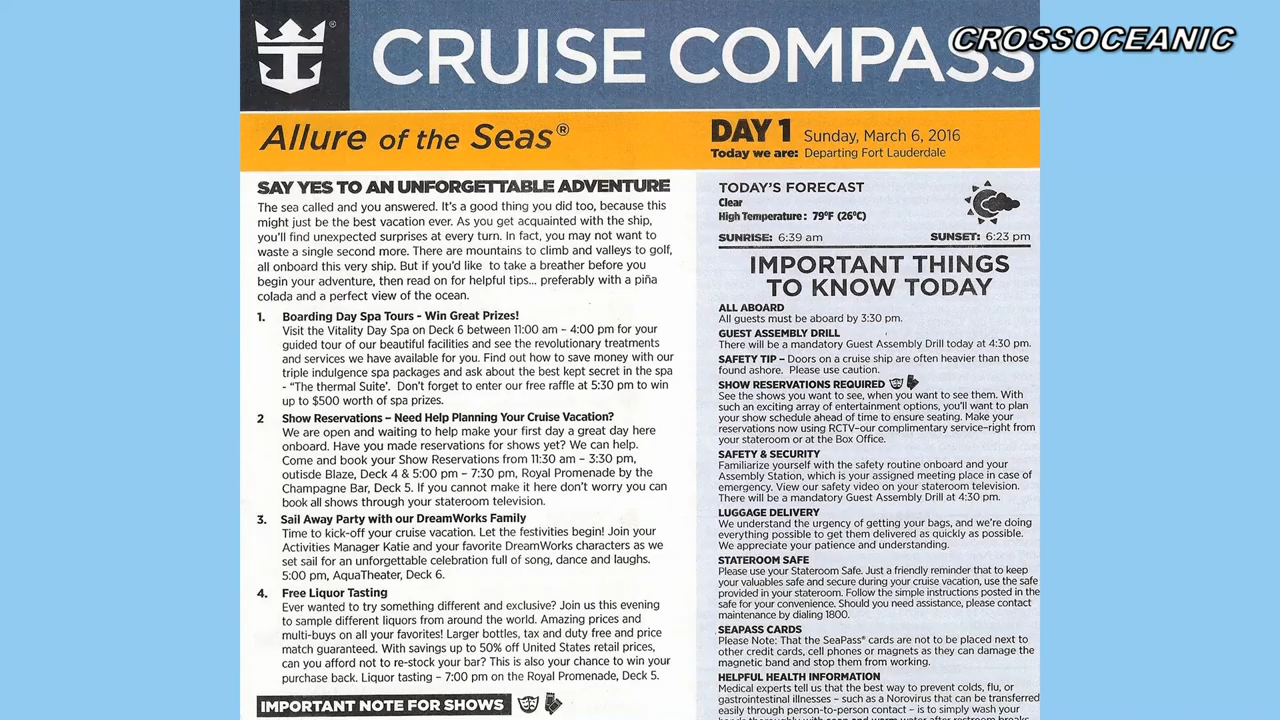 CRUISE COMPASS
CROSSOCEANIC
Allure of the Seas®
DAY 1 Sunday, March 6, 2016
Today we are: Departing Fort Lauderdale
SAY YES TO AN UNFORGETTABLE ADVENTURE
The sea called and you answered. It's a good thing you did too, because this
might just be the best vacation ever. As you get acquainted with the ship,
you'll find unexpected surprises at every turn. In fact, you may not want to
waste a single second more. There are mountains to climb and valleys to golf,
all onboard this very ship. But if you'd like to take a breather before you
begin your adventure, then read on for helpful tips... preferably with a piña
colada and a perfect view of the ocean.
1. Boarding Day Spa Tours - Win Great Prizes!
Visit the Vitality Day Spa on Deck 6 between 11:00 am – 4:00 pm for your
guided tour of our beautiful facilities and see the revolutionary treatments
and services we have available for you. Find out how to save money with our
triple indulgence spa packages and ask about the best kept secret in the spa
- "The thermal Suite'. Don't forget to enter our free raffle at 5:30 pm to win
up to $500 worth of spa prizes.
2 Show Reservations – Need Help Planning Your Cruise Vacation?
We are open and waiting to help make your first day a great day here
onboard. Have you made reservations for shows yet? We can help.
Come and book your Show Reservations from 11:30 am – 3:30 pm,
outside Blaze, Deck 4 & 5:00 pm – 7:30 pm, Royal Promenade by the
Champagne Bar, Deck 5. If you cannot make it here don't worry you can
book all shows through your stateroom television.
3. Sail Away Party with our DreamWorks Family
Time to kick-off your cruise vacation. Let the festivities begin! Join your
Activities Manager Katie and your favorite DreamWorks characters as we
set sail for an unforgettable celebration full of song, dance and laughs.
5:00 pm, AquaTheater, Deck 6.
4. Free Liquor Tasting
Ever wanted to try something different and exclusive? Join us this evening
to sample different liquors from around the world. Amazing prices and
multi-buys on all your favorites! Larger bottles, tax and duty free and price
match guaranteed. With savings up to 50% off United States retail prices,
can you afford not to re-stock your bar? This is also your chance to win your
purchase back. Liquor tasting – 7:00 pm on the Royal Promenade, Deck 5.
IMPORTANT NOTE FOR SHOWS
TODAY'S FORECAST
Clear
High Temperature : 79°F (26°C)
SUNRISE: 6:39 am SUNSET: 6:23 pm
IMPORTANT THINGS
TO KNOW TODAY
ALL ABOARD
All guests must be aboard by 3:30 pm.
GUEST ASSEMBLY DRILL
There will be a mandatory Guest Assembly Drill today at 4:30 pm.
SAFETY TIP – Doors on a cruise ship are often heavier than those
found ashore. Please use caution.
SHOW RESERVATIONS REQUIRED
See the shows you want to see, when you want to see them. With
such an exciting array of entertainment options, you'll want to plan
your show schedule ahead of time to ensure seating. Make your
reservations now using RCTV–our complimentary service–right from
your stateroom or at the Box Office.
SAFETY & SECURITY
Familiarize yourself with the safety routine onboard and your
Assembly Station, which is your assigned meeting place in case of
emergency. View our safety video on your stateroom television.
There will be a mandatory Guest Assembly Drill at 4:30 pm.
LUGGAGE DELIVERY
We understand the urgency of getting your bags, and we're doing
everything possible to get them delivered as quickly as possible.
We appreciate your patience and understanding.
STATEROOM SAFE
Please use your Stateroom Safe. Just a friendly reminder that to keep
your valuables safe and secure during your cruise vacation, use the safe
provided in your stateroom. Follow the simple instructions posted in the
safe for your convenience. Should you need assistance, please contact
maintenance by dialing 1800.
SEAPASS CARDS
Please Note: That the SeaPass® cards are not to be placed next to
other credit cards, cell phones or magnets as they can damage the
magnetic band and stop them from working.
HELPFUL HEALTH INFORMATION
Medical experts tell us that the best way to prevent colds, flu, or
gastrointestinal illnesses – such as a Norovirus that can be transferred
easily through person-to-person contact – is to simply wash your